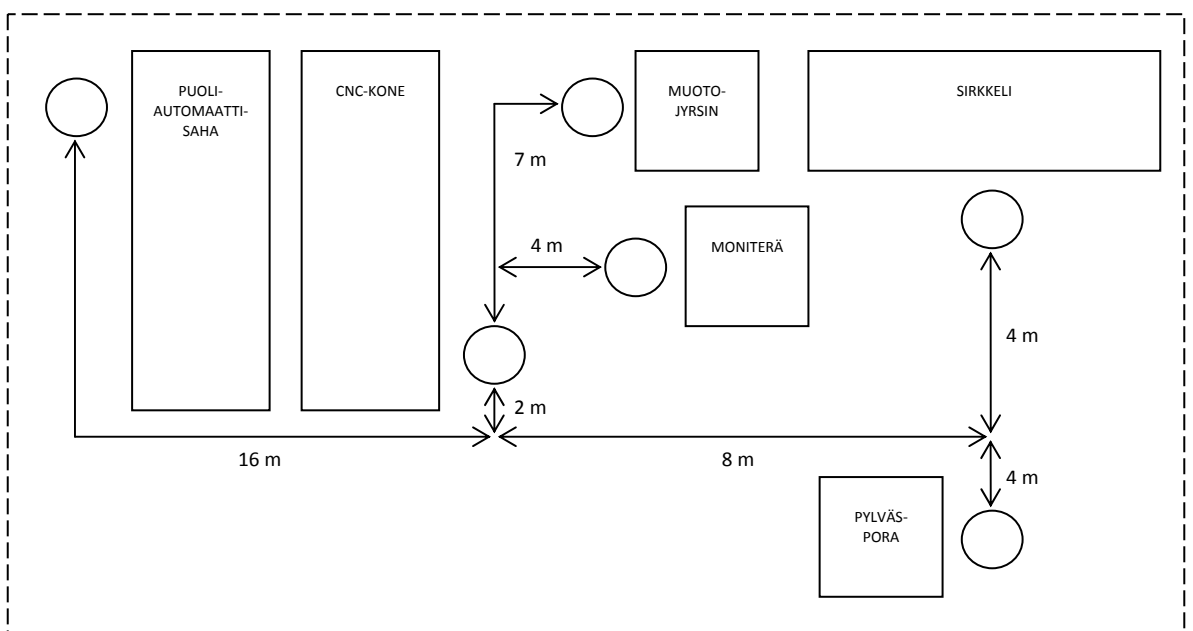 PUOLI-
AUTOMAATTI-
SAHA
CNC-KONE
MUOTO-
JYRSIN
SIRKKELI
7 m
4 m
MONITERÄ
4 m
2 m
16 m
8 m
4 m
PYLVÄS-
PORA